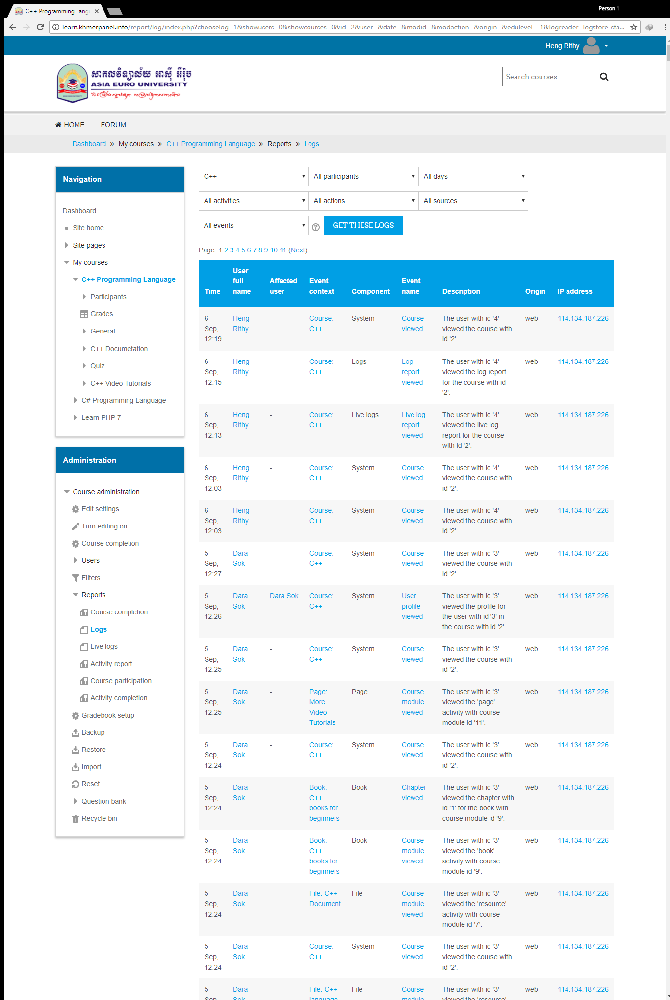 C++ Programming Lang
Person 1
learn.khmerpanel.info/report/log/index.php?chooselog=1&showusers=0&showcourses=0&id=2&user=&date=&modid=&modaction=&origin=&edulevel=-1&logreader=logstore_sta...
Heng Rithy
សាកលវិទ្យាល័យ អាស៊ី អឺរ៉ុប
ASIA EURO UNIVERSITY
Search courses
HOME FORUM
Dashboard » My courses » C++ Programming Language » Reports » Logs
Navigation
Dashboard
Site home
Site pages
My courses
C++ Programming Language
Participants
Grades
General
C++ Documetation
Quiz
C++ Video Tutorials
C# Programming Language
Learn PHP 7
Administration
Course administration
Edit settings
Turn editing on
Course completion
Users
Filters
Reports
Course completion
Logs
Live logs
Activity report
Course participation
Activity completion
Gradebook setup
Backup
Restore
Import
Reset
Question bank
Recycle bin
C++ All participants All days
All activities All actions All sources
All events GET THESE LOGS
Page: 1 2 3 4 5 6 7 8 9 10 11 (Next)
Time User full name Affected user Event context Component Event name Description Origin IP address
6 Sep, 12:19 Heng Rithy - Course: C++ System Course viewed The user with id '4' viewed the course with id '2'. web 114.134.187.226
6 Sep, 12:15 Heng Rithy - Course: C++ Logs Log report viewed The user with id '4' viewed the log report for the course with id '2'. web 114.134.187.226
6 Sep, 12:13 Heng Rithy - Course: C++ Live logs Live log report viewed The user with id '4' viewed the live log report for the course with id '2'. web 114.134.187.226
6 Sep, 12:03 Heng Rithy - Course: C++ System Course viewed The user with id '4' viewed the course with id '2'. web 114.134.187.226
6 Sep, 12:03 Heng Rithy - Course: C++ System Course viewed The user with id '4' viewed the course with id '2'. web 114.134.187.226
5 Sep, 12:27 Dara Sok - Course: C++ System Course viewed The user with id '3' viewed the course with id '2'. web 114.134.187.226
5 Sep, 12:26 Dara Sok Dara Sok Course: C++ System User profile viewed The user with id '3' viewed the profile for the user with id '3' in the course with id '2'. web 114.134.187.226
5 Sep, 12:25 Dara Sok - Course: C++ System Course viewed The user with id '3' viewed the course with id '2'. web 114.134.187.226
5 Sep, 12:25 Dara Sok - Page: More Video Tutorials Page Course module viewed The user with id '3' viewed the 'page' activity with course module id '11'. web 114.134.187.226
5 Sep, 12:24 Dara Sok - Course: C++ System Course viewed The user with id '3' viewed the course with id '2'. web 114.134.187.226
5 Sep, 12:24 Dara Sok - Book: C++ books for beginners Book Chapter viewed The user with id '3' viewed the chapter with id '1' for the book with course module id '9'. web 114.134.187.226
5 Sep, 12:24 Dara Sok - Book: C++ books for beginners Book Course module viewed The user with id '3' viewed the 'book' activity with course module id '9'. web 114.134.187.226
5 Sep, 12:24 Dara Sok - File: C++ Document File Course module viewed The user with id '3' viewed the 'resource' activity with course module id '7'. web 114.134.187.226
5 Sep, 12:24 Dara Sok - Course: C++ System Course viewed The user with id '3' viewed the course with id '2'. web 114.134.187.226
5 Sep, Dara Sok - File: C++ language File Course module The user with id '3' viewed the 'resource' web 114.134.187.226